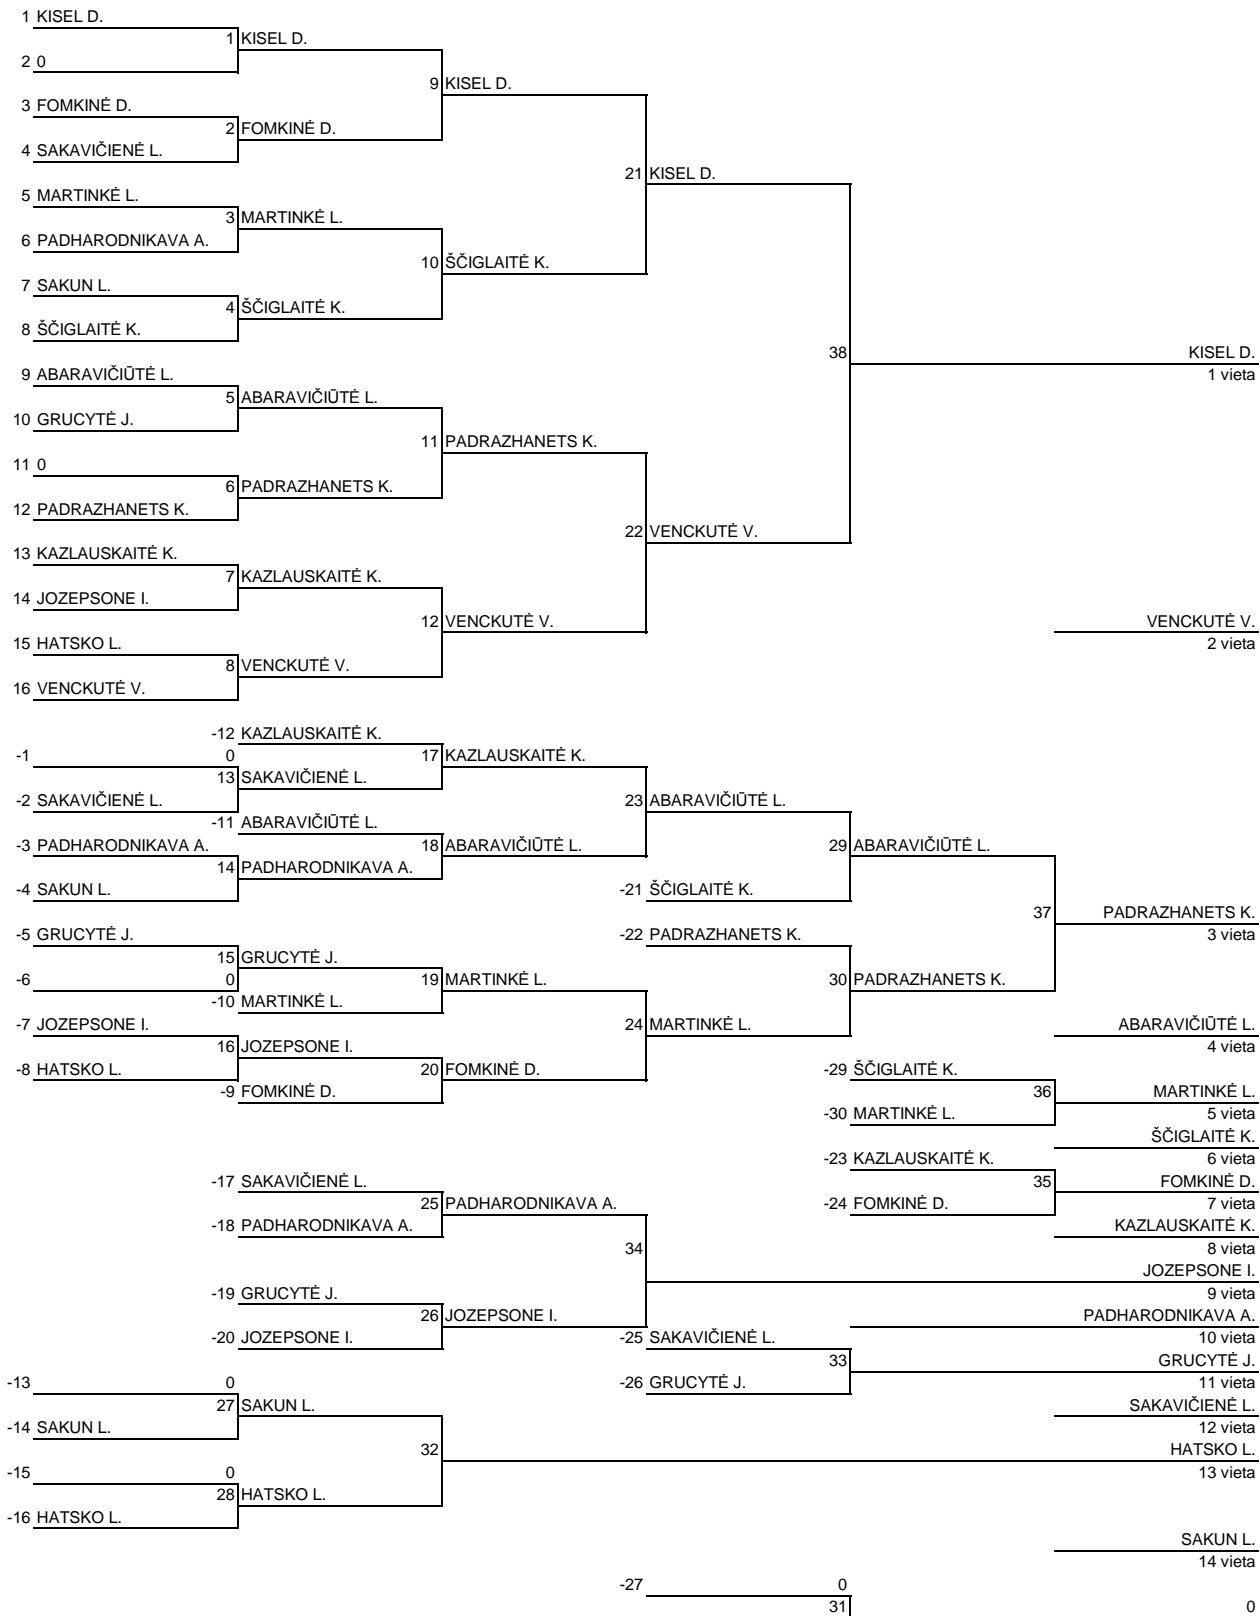 1 KISEL D.
1 KISEL D.
2 0
9 KISEL D.
3 FOMKINĖ D.
2 FOMKINĖ D.
4 SAKAVIČIENĖ L.
21 KISEL D.
5 MARTINKĖ L.
3 MARTINKĖ L.
6 PADHARODNIKAVA A.
10 ŠČIGLAITĖ K.
7 SAKUN L.
4 ŠČIGLAITĖ K.
8 ŠČIGLAITĖ K.
38 KISEL D.
9 ABARAVIČIŪTĖ L. 1 vieta
5 ABARAVIČIŪTĖ L.
10 GRUCYTĖ J.
11 PADRAZHANETS K.
11 0
6 PADRAZHANETS K.
12 PADRAZHANETS K.
22 VENCKUTĖ V.
13 KAZLAUSKAITĖ K.
7 KAZLAUSKAITĖ K.
14 JOZEPSONE I.
12 VENCKUTĖ V. VENCKUTĖ V.
15 HATSKO L. 2 vieta
8 VENCKUTĖ V.
16 VENCKUTĖ V.
-12 KAZLAUSKAITĖ K.
-1 0 17 KAZLAUSKAITĖ K.
13 SAKAVIČIENĖ L.
-2 SAKAVIČIENĖ L. 23 ABARAVIČIŪTĖ L.
-11 ABARAVIČIŪTĖ L.
-3 PADHARODNIKAVA A. 18 ABARAVIČIŪTĖ L. 29 ABARAVIČIŪTĖ L.
14 PADHARODNIKAVA A.
-4 SAKUN L. -21 ŠČIGLAITĖ K.
37 PADRAZHANETS K.
-5 GRUCYTĖ J. -22 PADRAZHANETS K. 3 vieta
15 GRUCYTĖ J.
-6 0 19 MARTINKĖ L. 30 PADRAZHANETS K.
-10 MARTINKĖ L.
-7 JOZEPSONE I. 24 MARTINKĖ L. ABARAVIČIŪTĖ L.
16 JOZEPSONE I. 4 vieta
-8 HATSKO L. 20 FOMKINĖ D. -29 ŠČIGLAITĖ K.
-9 FOMKINĖ D. 36 MARTINKĖ L.
-30 MARTINKĖ L. 5 vieta
ŠČIGLAITĖ K.
-23 KAZLAUSKAITĖ K. 6 vieta
-17 SAKAVIČIENĖ L. 35 FOMKINĖ D.
25 PADHARODNIKAVA A. -24 FOMKINĖ D. 7 vieta
-18 PADHARODNIKAVA A. KAZLAUSKAITĖ K.
34 8 vieta
JOZEPSONE I.
-19 GRUCYTĖ J. 9 vieta
26 JOZEPSONE I. PADHARODNIKAVA A.
-20 JOZEPSONE I. -25 SAKAVIČIENĖ L. 10 vieta
33 GRUCYTĖ J.
-13 0 -26 GRUCYTĖ J. 11 vieta
27 SAKUN L. SAKAVIČIENĖ L.
-14 SAKUN L. 12 vieta
32 HATSKO L.
-15 0 13 vieta
28 HATSKO L.
-16 HATSKO L.
SAKUN L.
14 vieta
-27 0
31 0